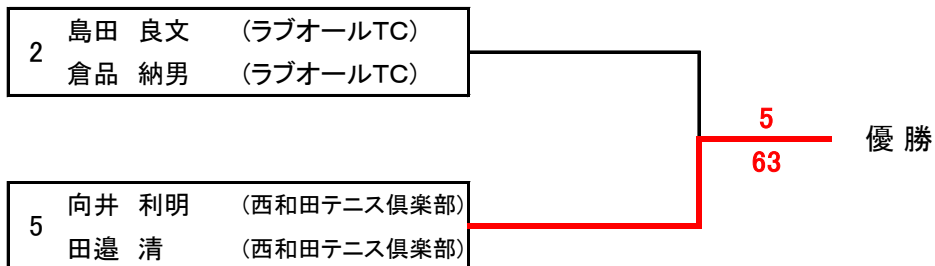 2
島田 良文 (ラブオールTC)
倉品 納男 (ラブオールTC)
5
63
優勝
5
向井 利明 (西和田テニス倶楽部)
田邉 清 (西和田テニス倶楽部)